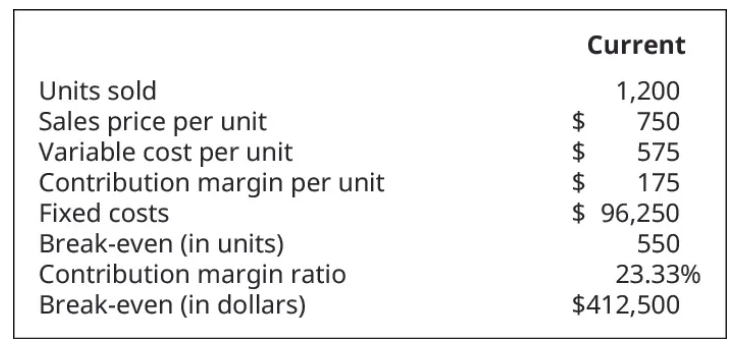 Current
Units sold 1,200
Sales price per unit $ 750
Variable cost per unit $ 575
Contribution margin per unit $ 175
Fixed costs $ 96,250
Break-even (in units) 550
Contribution margin ratio 23.33%
Break-even (in dollars) $412,500